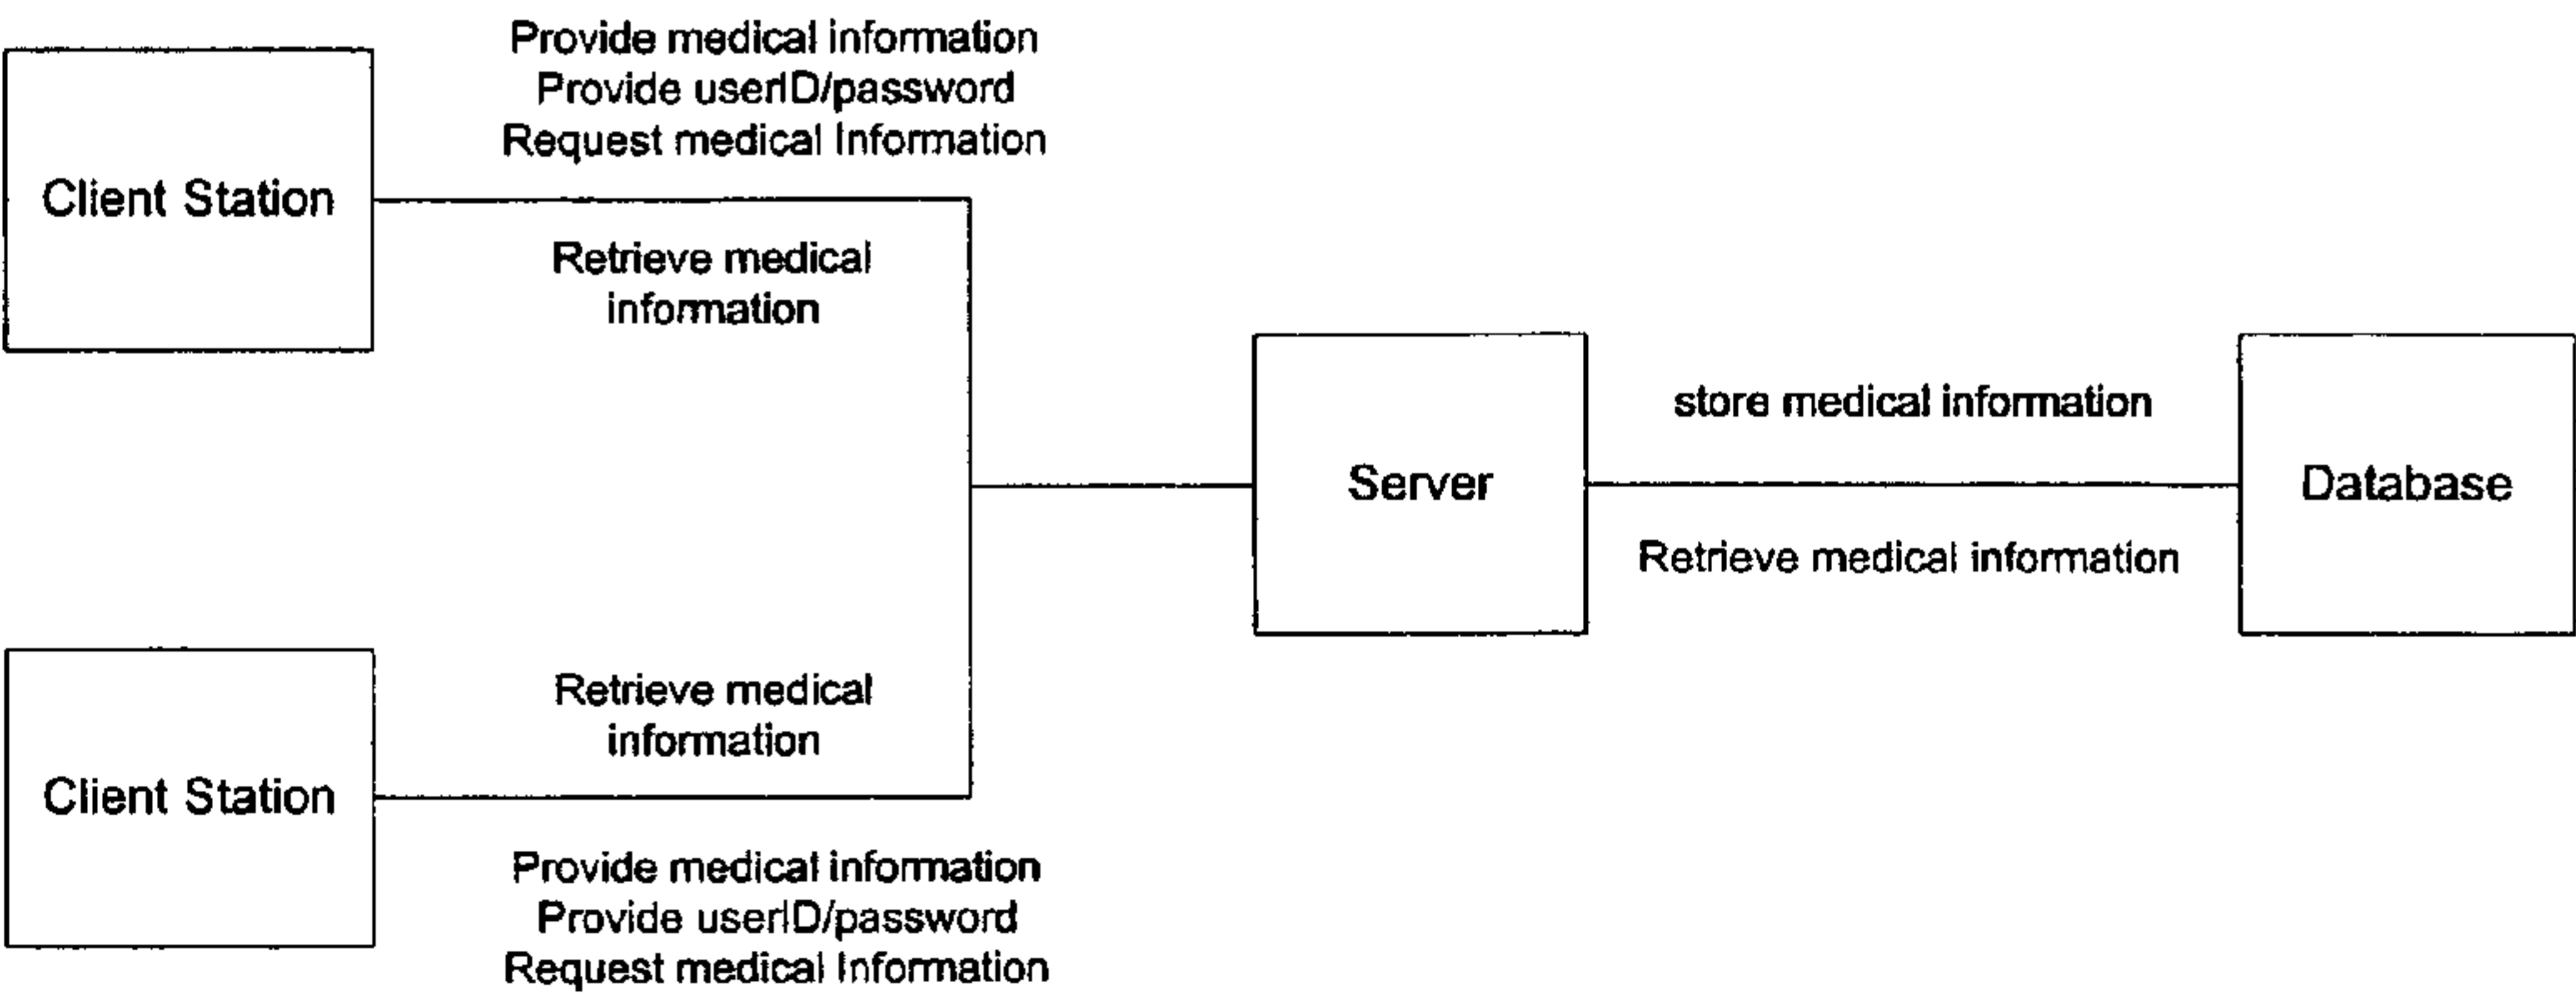 Provide medical information
Provide userID/password
Request medical Information
Client Station
Retrieve medical
information
Server
store medical information
Retrieve medical information
Database
Retrieve medical
information
Client Station
Provide medical information
Provide userID/password
Request medical Information